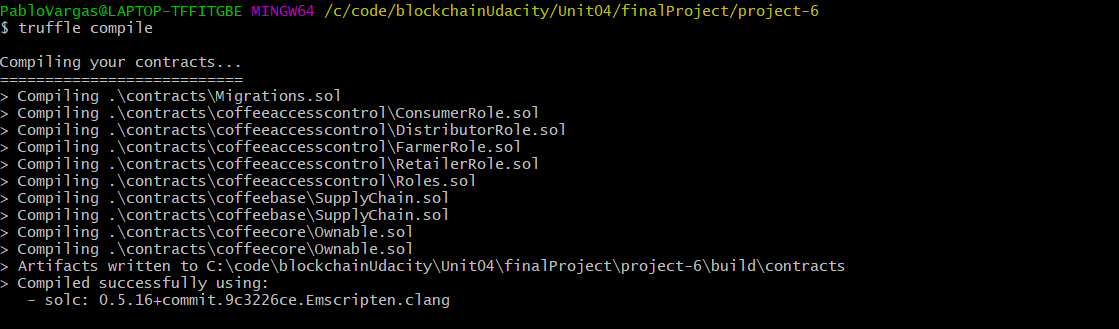 PabloVargas@LAPTOP-TFFITGBE MINGW64 /c/code/blockchainUdacity/Unit04/finalProject/project-6
$ truffle compile
Compiling your contracts...
===========================
> Compiling .\contracts\Migrations.sol
> Compiling .\contracts\coffeeaccesscontrol\ConsumerRole.sol
> Compiling .\contracts\coffeeaccesscontrol\DistributorRole.sol
> Compiling .\contracts\coffeeaccesscontrol\FarmerRole.sol
> Compiling .\contracts\coffeeaccesscontrol\RetailerRole.sol
> Compiling .\contracts\coffeeaccesscontrol\Roles.sol
> Compiling .\contracts\coffeebase\SupplyChain.sol
> Compiling .\contracts\coffeebase\SupplyChain.sol
> Compiling .\contracts\coffeecore\Ownable.sol
> Compiling .\contracts\coffeecore\Ownable.sol
> Artifacts written to C:\code\blockchainUdacity\Unit04\finalProject\project-6\build\contracts
> Compiled successfully using:
   - solc: 0.5.16+commit.9c3226ce.Emscripten.clang